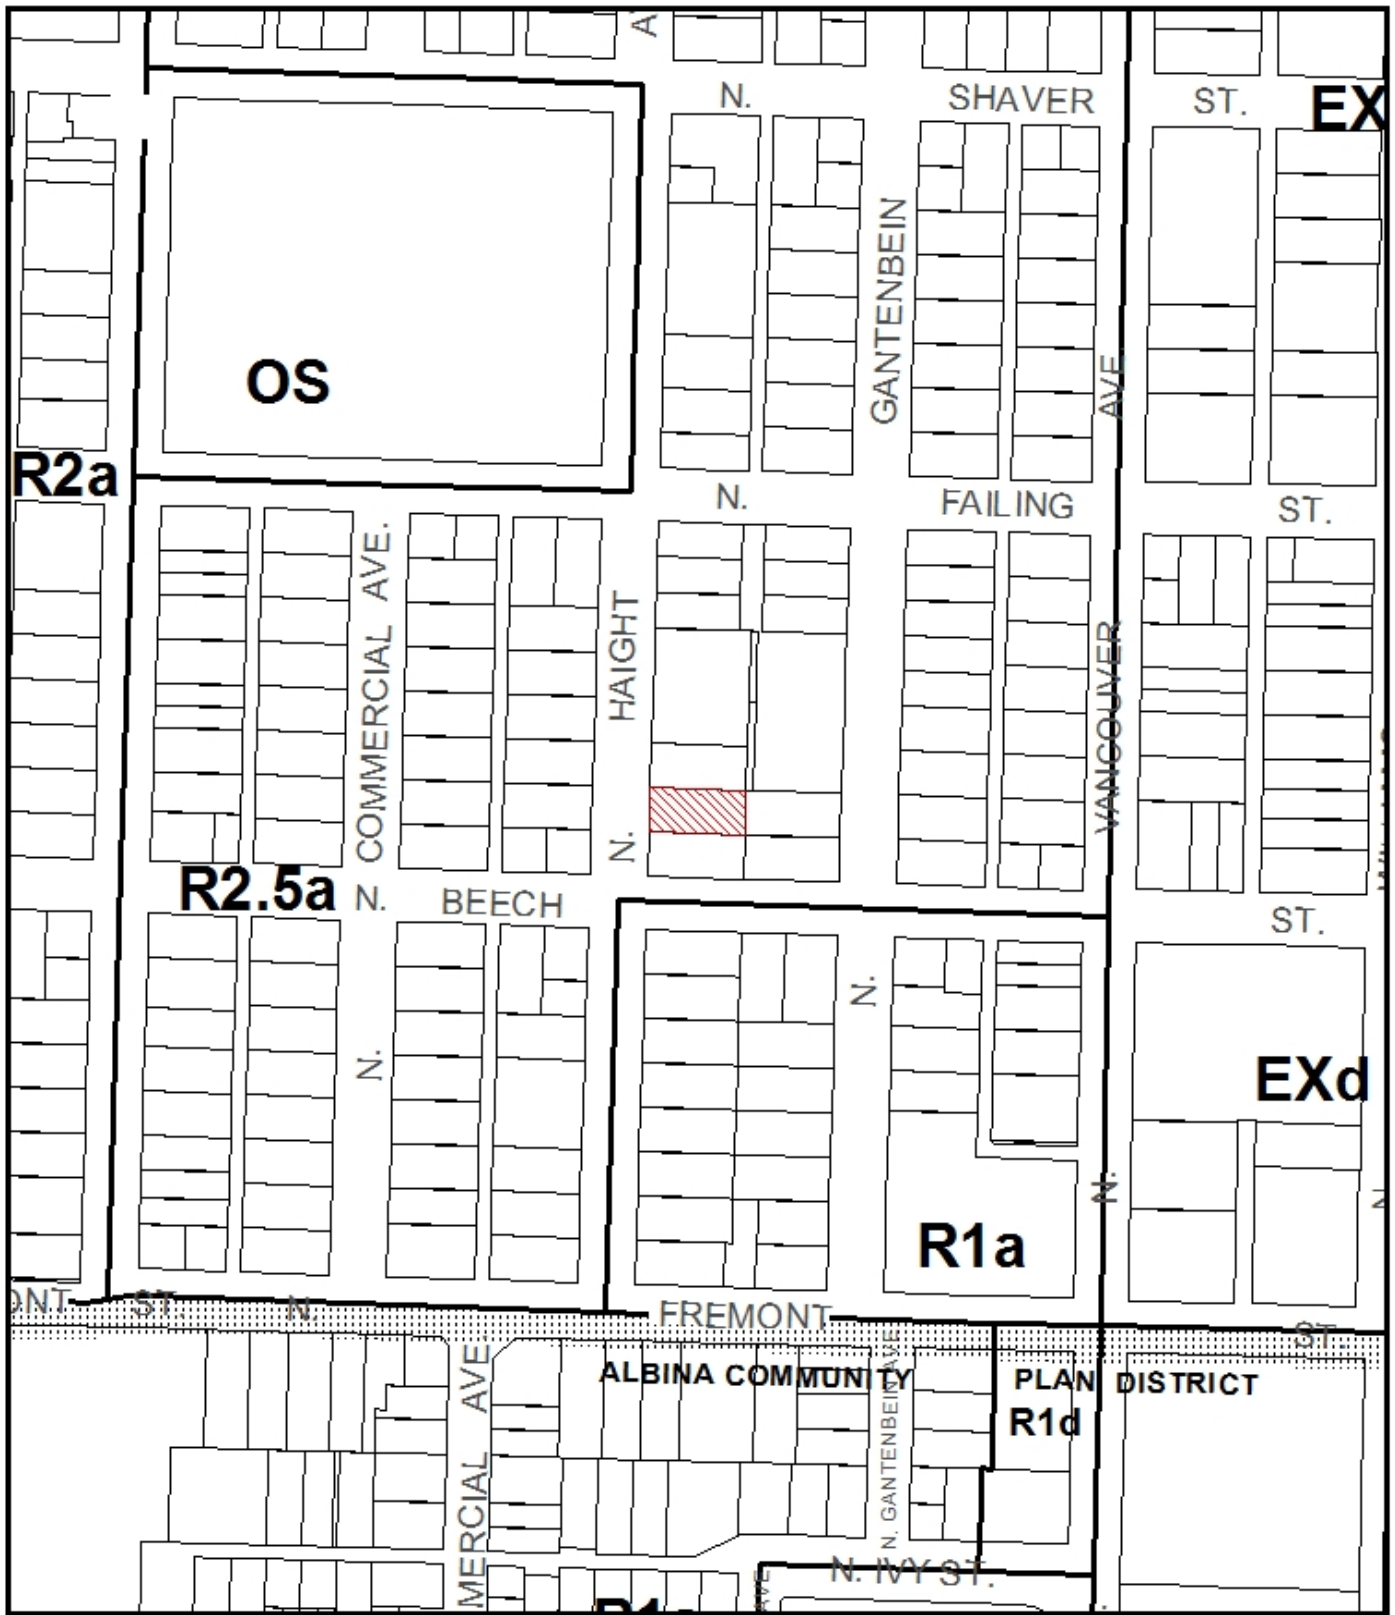 N. SHAVER ST.
EX
OS
GANTENBEIN
AVE
R2a
N. FAILING ST.
COMMERCIAL AVE.
HAIGHT
VANCOUVER
N.
R2.5a
N. BEECH ST.
N.
N.
EXd
N.
R1a
ST. N. FREMONT ST.
ALBINA COMMUNITY PLAN DISTRICT
R1d
AVE.
N. GANTENBEIN AVE
N. IVY ST.
AVE